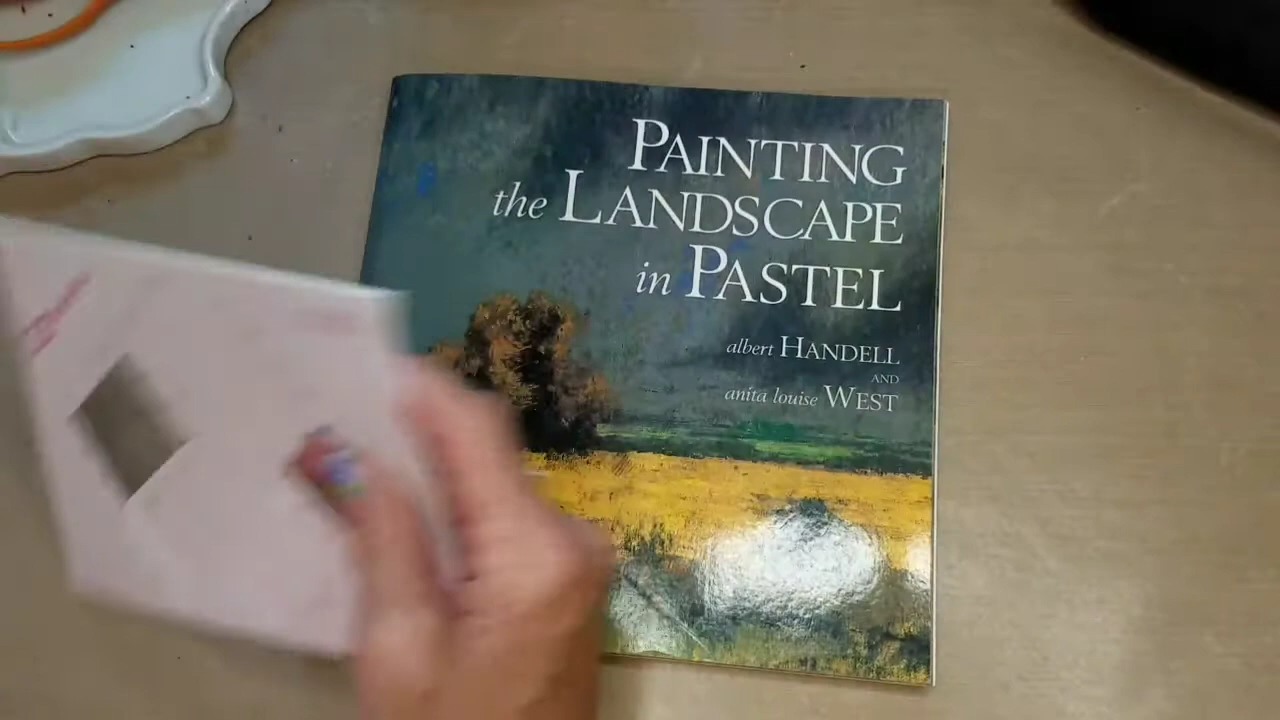 PAINTING
the LANDSCAPE
in PASTEL
albert HANDELL
AND
anita louise WEST